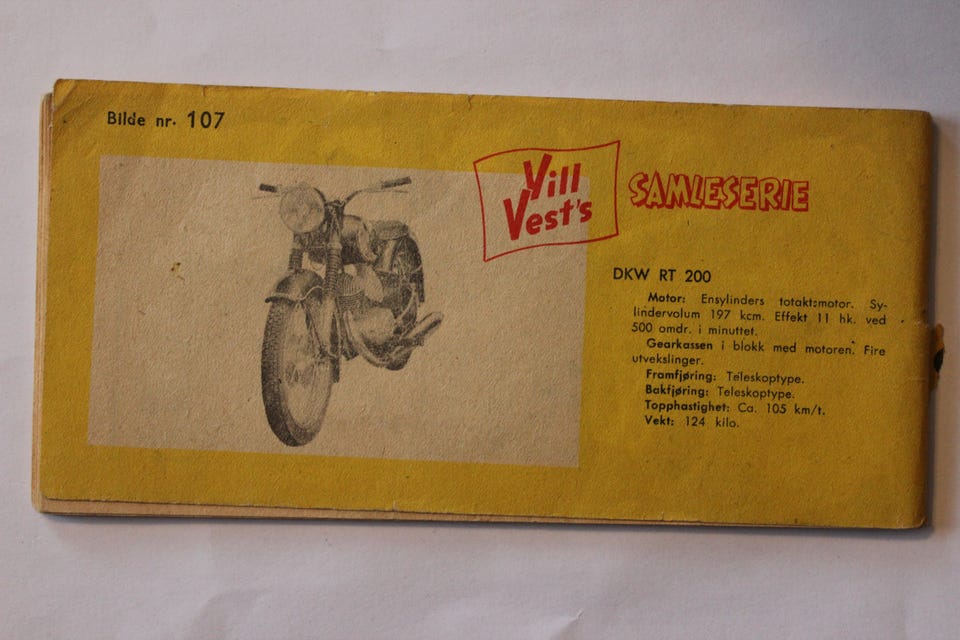 Bilde nr. 107
Vill
Vest's
SAMLESERIE
DKW RT 200
Motor: Ensylinders totaktsmotor. Sy-
lindervolum 197 kcm. Effekt 11 hk. ved
500 omdr. i minuttet.
Gearkassen i blokk med motoren. Fire
utvekslinger.
Framfjøring: Teleskoptype.
Bakfjøring: Teleskoptype.
Topphastighet: Ca. 105 km/t.
Vekt: 124 kilo.